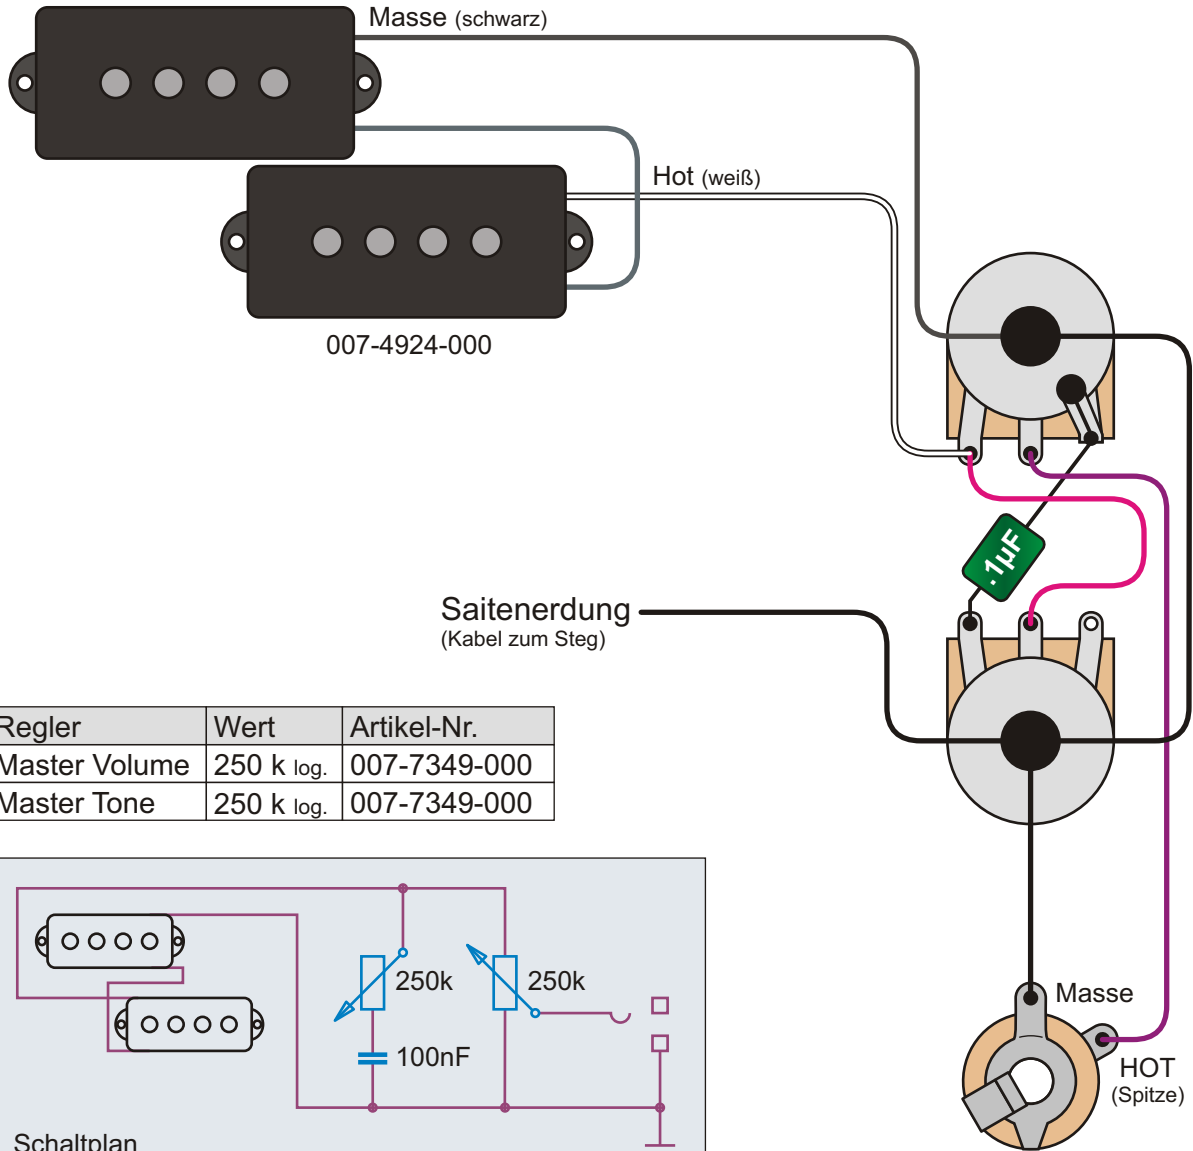 Masse (schwarz)
Hot (weiß)
007-4924-000
.1µF
Saitenerdung
(Kabel zum Steg)
Regler Wert Artikel-Nr.
Master Volume 250 k log. 007-7349-000
Master Tone 250 k log. 007-7349-000
250k 250k
100nF
Schaltplan
Masse
HOT
(Spitze)